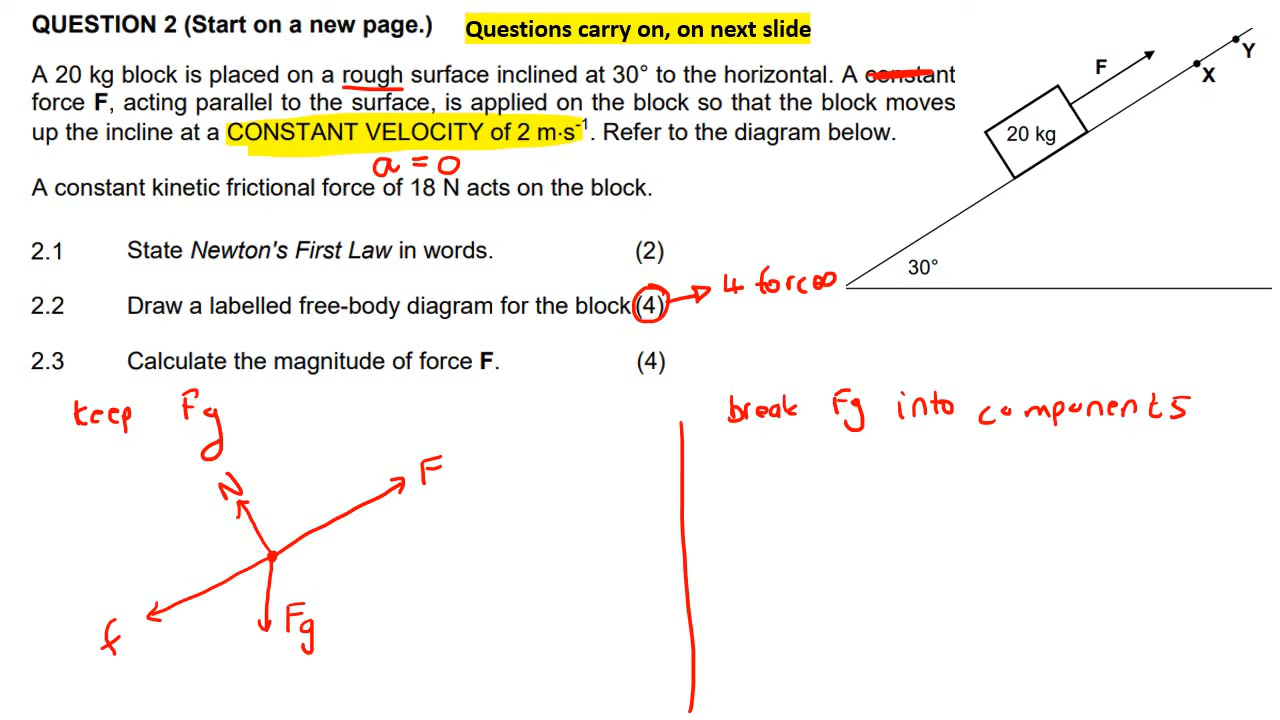 QUESTION 2 (Start on a new page.)
Questions carry on, on next slide
A 20 kg block is placed on a rough surface inclined at 30° to the horizontal. A constant
force F, acting parallel to the surface, is applied on the block so that the block moves
up the incline at a CONSTANT VELOCITY of 2 m·s⁻¹. Refer to the diagram below.
a = 0
A constant kinetic frictional force of 18 N acts on the block.
2.1 State Newton's First Law in words. (2)
2.2 Draw a labelled free-body diagram for the block (4)
→ 4 forces
2.3 Calculate the magnitude of force F. (4)
F
X
Y
20 kg
30°
keep Fg
N
F
f
Fg
break Fg into components